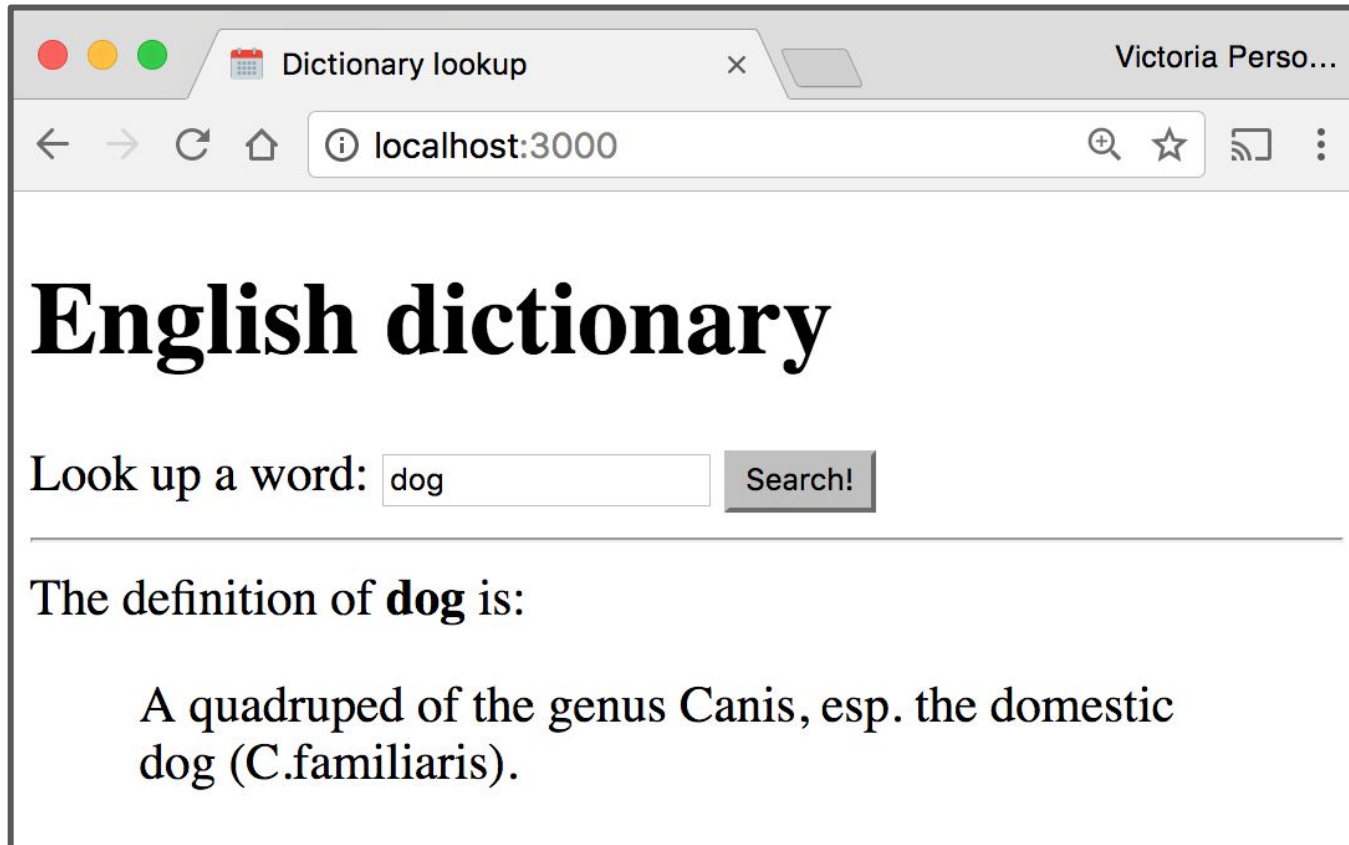 Dictionary lookup
Victoria Perso...
localhost:3000
English dictionary
Look up a word: dog Search!
The definition of dog is:
A quadruped of the genus Canis, esp. the domestic
dog (C.familiaris).